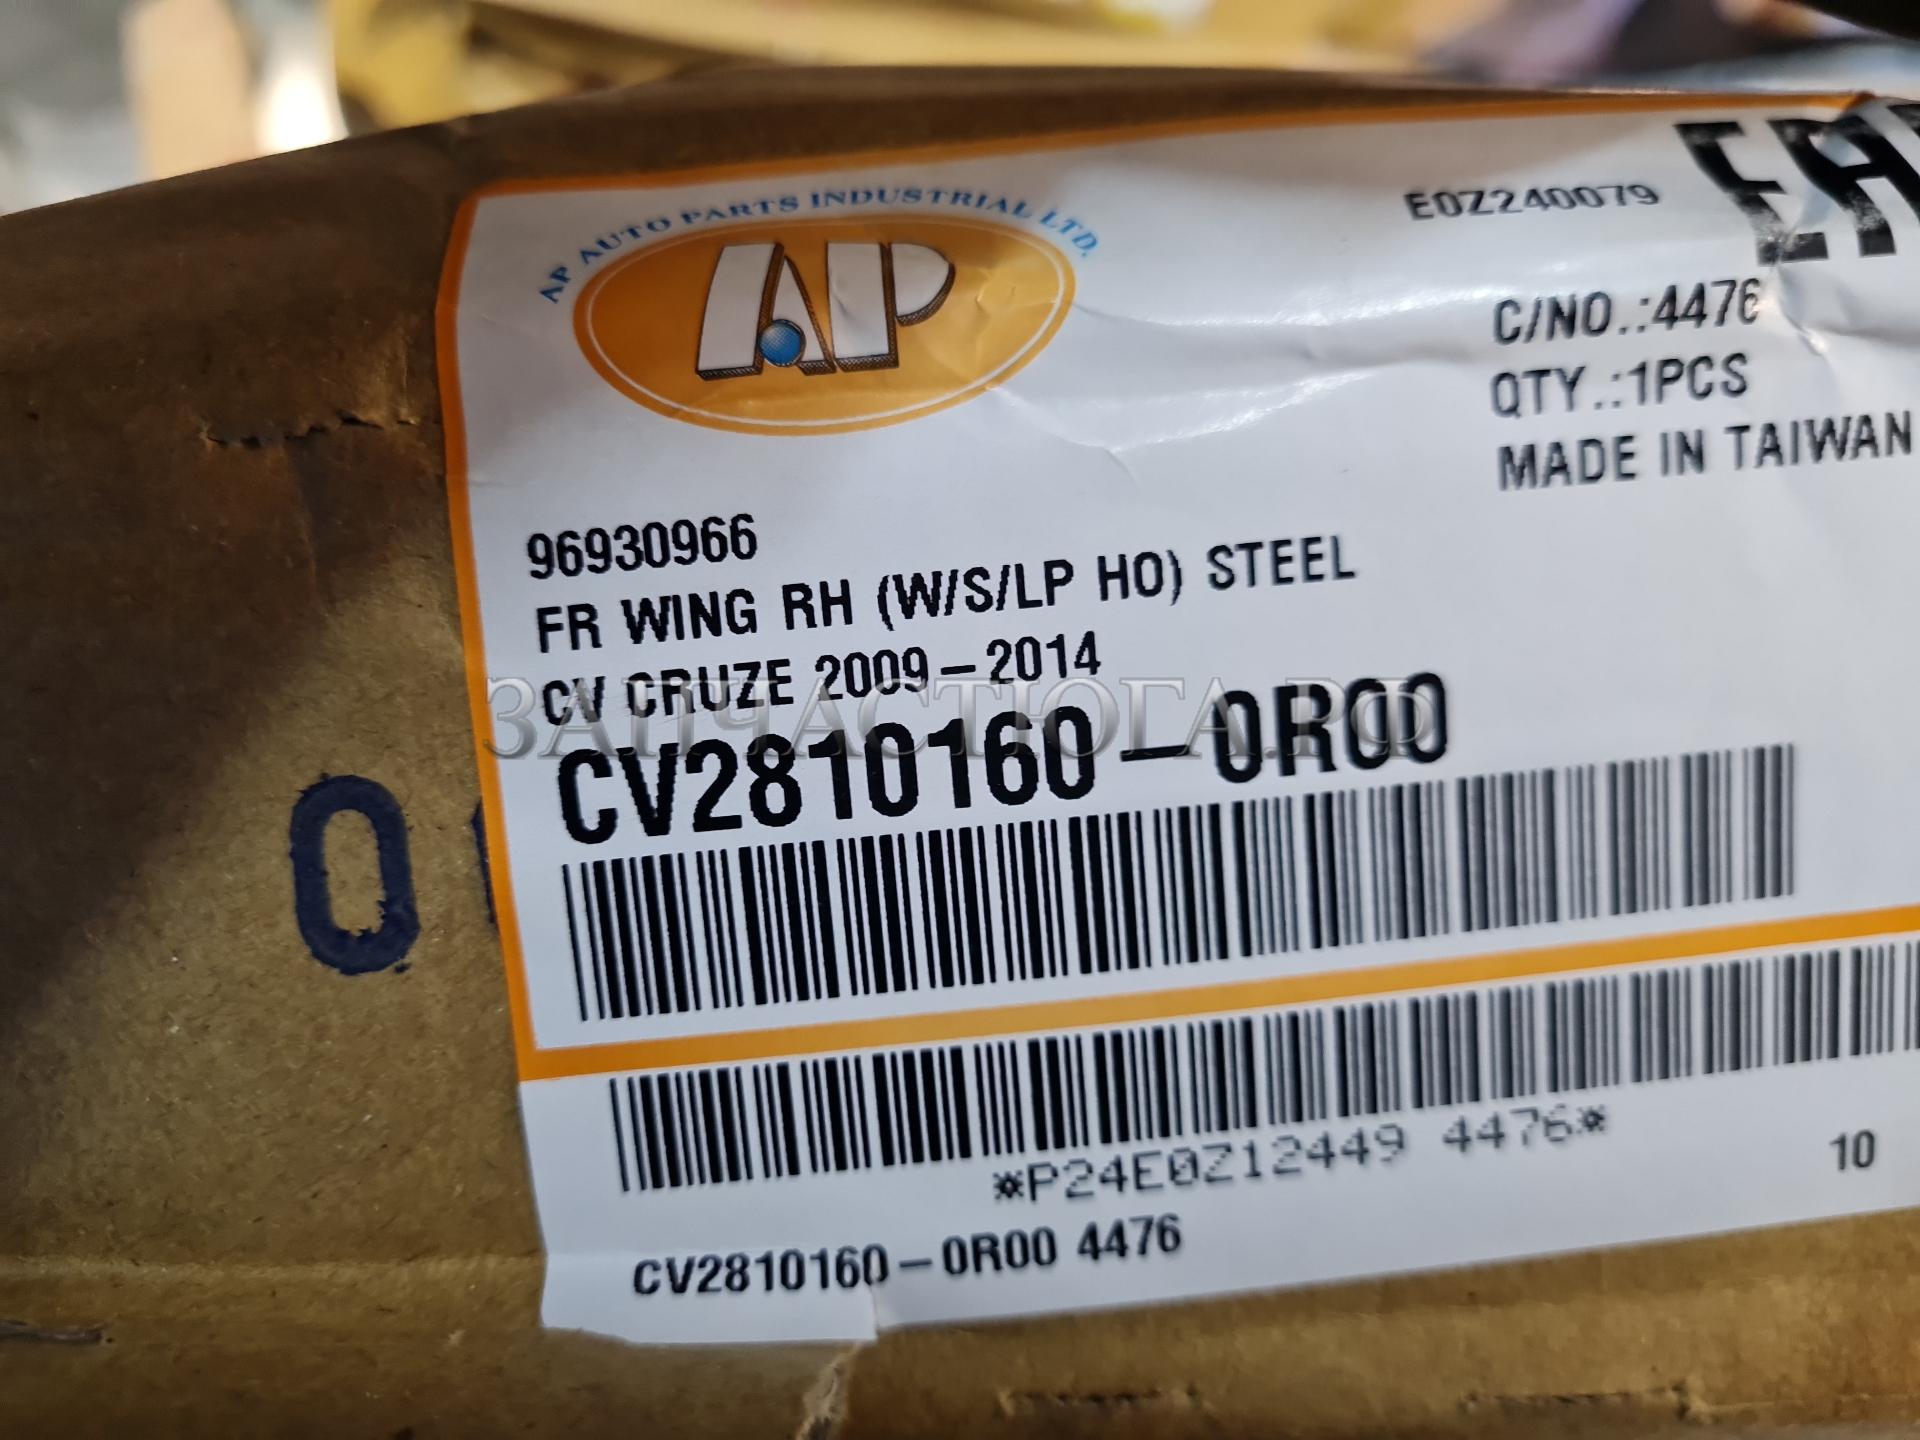 AP AUTO PARTS INDUSTRIAL LTD.
AP
E0Z240079
C/NO.:4476
QTY.:1PCS
MADE IN TAIWAN
96930966
FR WING RH (W/S/LP HO) STEEL
CV CRUZE 2009-2014
ЗАПЧАСТЮГА.РФ
CV2810160-0R00
0
*P24E0Z12449 4476*
10
CV2810160-0R00 4476